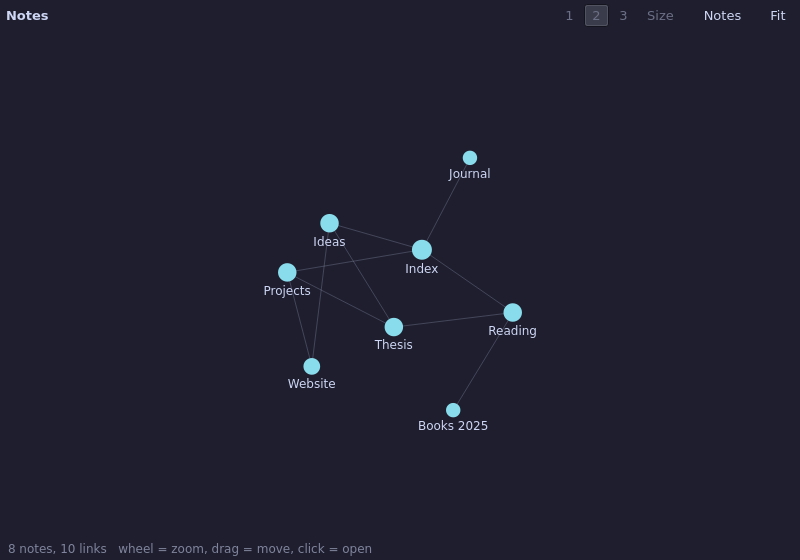 Notes 1 2 3 Size Notes Fit
Journal
Ideas
Index
Projects
Reading
Thesis
Website
Books 2025
8 notes, 10 links wheel = zoom, drag = move, click = open